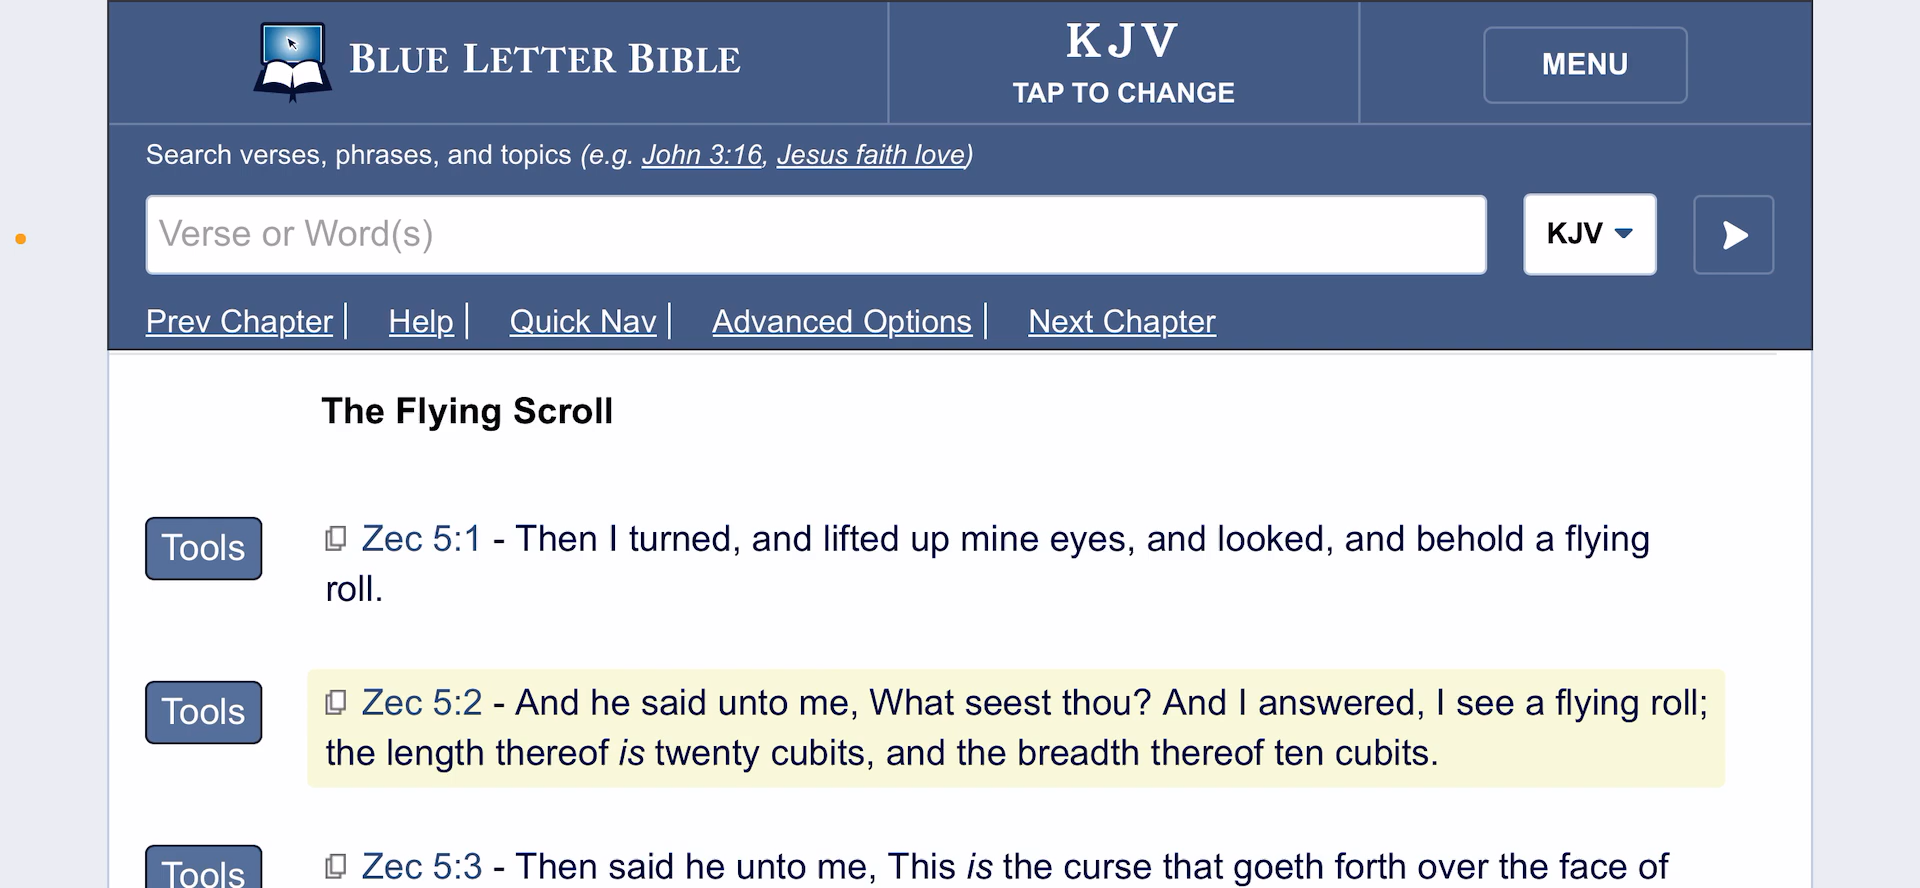 BLUE LETTER BIBLE
KJV
TAP TO CHANGE
MENU
Search verses, phrases, and topics (e.g. John 3:16, Jesus faith love)
Verse or Word(s)
KJV
Prev Chapter | Help | Quick Nav | Advanced Options | Next Chapter
The Flying Scroll
Tools
Zec 5:1 - Then I turned, and lifted up mine eyes, and looked, and behold a flying
roll.
Tools
Zec 5:2 - And he said unto me, What seest thou? And I answered, I see a flying roll;
the length thereof is twenty cubits, and the breadth thereof ten cubits.
Tools
Zec 5:3 - Then said he unto me, This is the curse that goeth forth over the face of